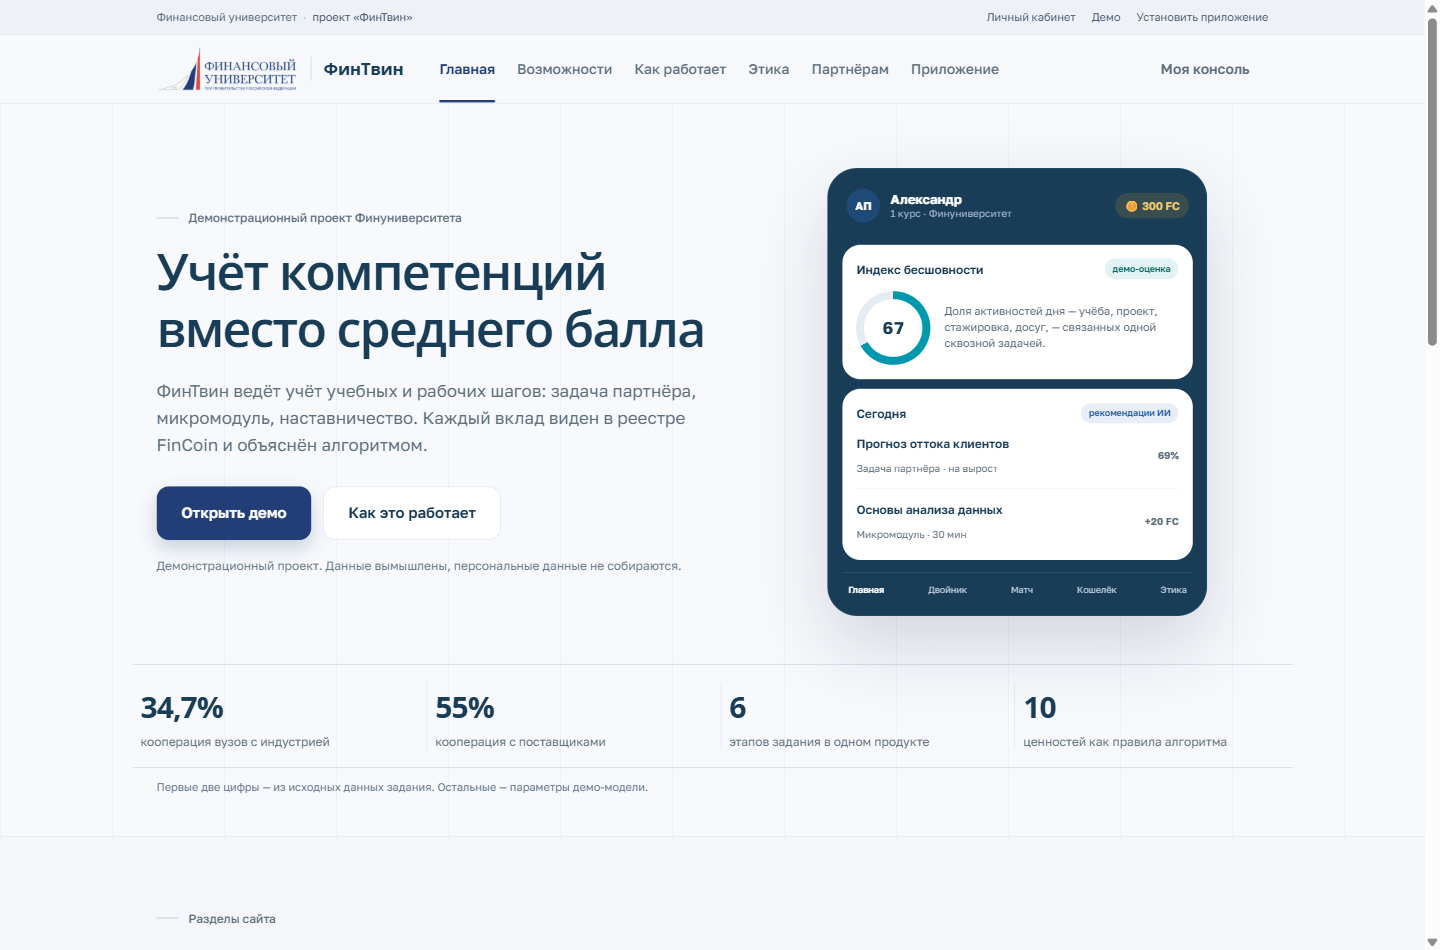 Финансовый университет · проект «ФинТвин»
Личный кабинет Демо Установить приложение
ФИНАНСОВЫЙ
УНИВЕРСИТЕТ
ПРИ ПРАВИТЕЛЬСТВЕ РОССИЙСКОЙ ФЕДЕРАЦИИ
ФинТвин
Главная Возможности Как работает Этика Партнёрам Приложение
Моя консоль
Демонстрационный проект Финуниверситета
Учёт компетенций
вместо среднего балла
ФинТвин ведёт учёт учебных и рабочих шагов: задача партнёра,
микромодуль, наставничество. Каждый вклад виден в реестре
FinCoin и объяснён алгоритмом.
Открыть демо
Как это работает
Демонстрационный проект. Данные вымышлены, персональные данные не собираются.
АП
Александр
1 курс · Финуниверситет
300 FC
Индекс бесшовности
демо-оценка
67
Доля активностей дня — учёба, проект,
стажировка, досуг, — связанных одной
сквозной задачей.
Сегодня
рекомендации ИИ
Прогноз оттока клиентов
Задача партнёра · на вырост
69%
Основы анализа данных
Микромодуль · 30 мин
+20 FC
Главная Двойник Матч Кошелёк Этика
34,7%
кооперация вузов с индустрией
55%
кооперация с поставщиками
6
этапов задания в одном продукте
10
ценностей как правила алгоритма
Первые две цифры — из исходных данных задания. Остальные — параметры демо-модели.
Разделы сайта